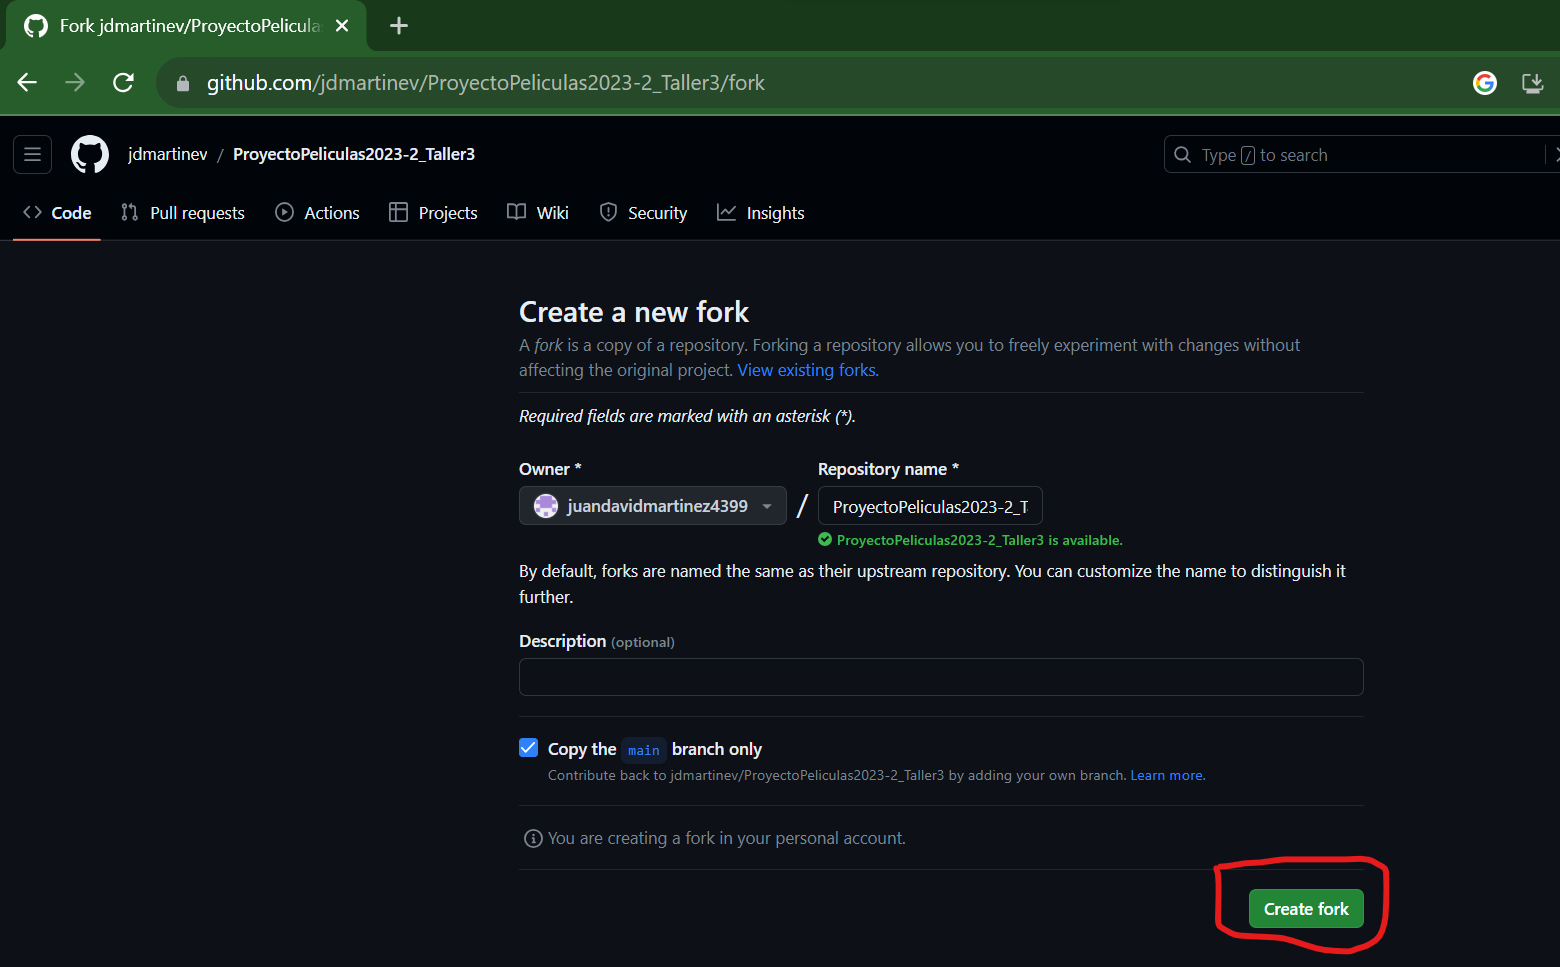 Fork jdmartinev/ProyectoPelicula
github.com/jdmartinev/ProyectoPeliculas2023-2_Taller3/fork
jdmartinev / ProyectoPeliculas2023-2_Taller3
Type / to search
Code Pull requests Actions Projects Wiki Security Insights
Create a new fork
A fork is a copy of a repository. Forking a repository allows you to freely experiment with changes without
affecting the original project. View existing forks.
Required fields are marked with an asterisk (*).
Owner * Repository name *
juandavidmartinez4399 / ProyectoPeliculas2023-2_T
ProyectoPeliculas2023-2_Taller3 is available.
By default, forks are named the same as their upstream repository. You can customize the name to distinguish it
further.
Description (optional)
Copy the main branch only
Contribute back to jdmartinev/ProyectoPeliculas2023-2_Taller3 by adding your own branch. Learn more.
You are creating a fork in your personal account.
Create fork